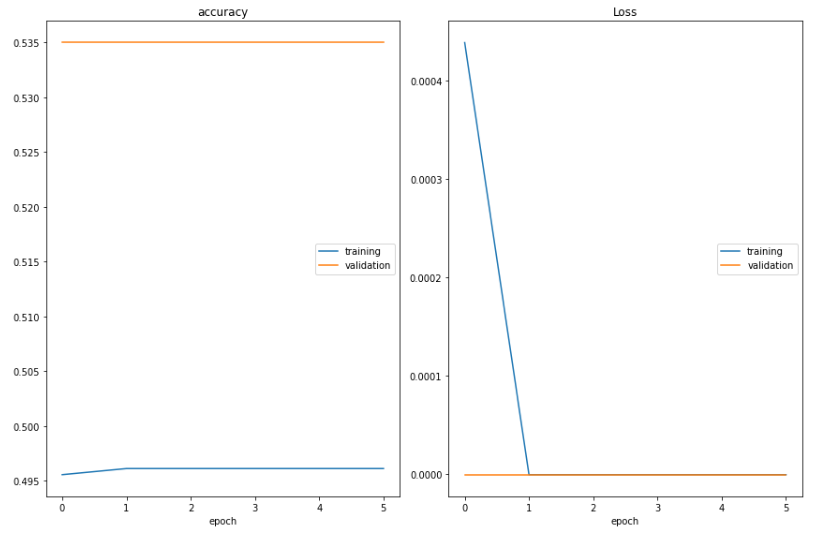 accuracy
0.535
0.530
0.525
0.520
0.515
0.510
0.505
0.500
0.495
0 1 2 3 4 5
epoch
training
validation
Loss
0.0004
0.0003
0.0002
0.0001
0.0000
0 1 2 3 4 5
epoch
training
validation